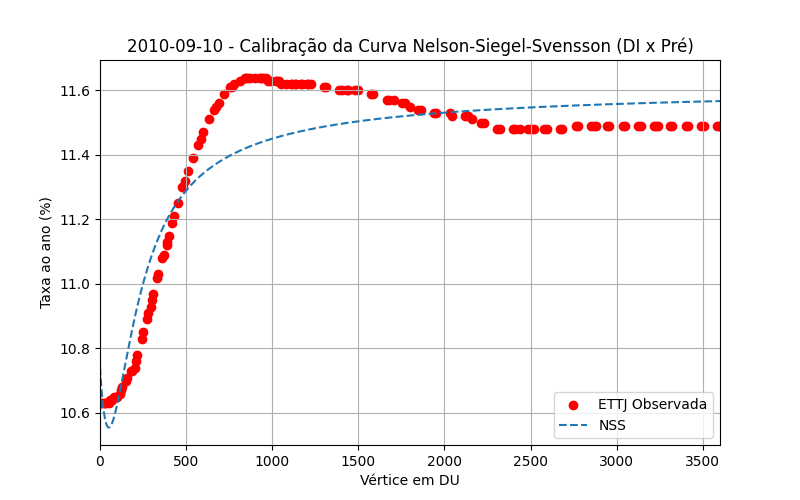 2010-09-10 - Calibração da Curva Nelson-Siegel-Svensson (DI x Pré)
Taxa ao ano (%)
11.6
11.4
11.2
11.0
10.8
10.6
0 500 1000 1500 2000 2500 3000 3500
Vértice em DU
ETTJ Observada
NSS